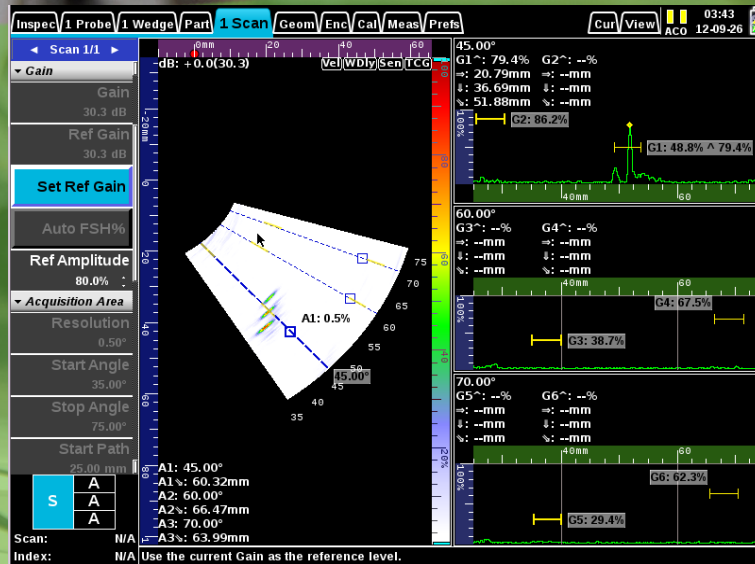 Inspec 1 Probe 1 Wedge Part 1 Scan Geom Enc Cal Meas Prefs Cur View ACO 03:43
12-09-26
Scan 1/1
Gain
Gain
30.3 dB
Ref Gain
30.3 dB
Set Ref Gain
Auto FSH%
Ref Amplitude
80.0%
Acquisition Area
Resolution
0.50°
Start Angle
35.00°
Stop Angle
75.00°
Start Path
25.00 mm
S
A
A
A
Scan: N/A
Index: N/A
0mm 20 40 60
dB: +0.0(30.3) Vel WDly Sen TCG
-20mm
0
20
40
60
80
75
70
65
60
55
50
45
40
35
A1: 0.5%
45.00°
A1: 45.00°
A1⇘: 60.32mm
A2: 60.00°
A2⇘: 66.47mm
A3: 70.00°
A3⇘: 63.99mm
Use the current Gain as the reference level.
80
60
40
20%
45.00°
G1^: 79.4% G2^: --%
⇒: 20.79mm ⇒: --mm
⇓: 36.69mm ⇓: --mm
⇘: 51.88mm ⇘: --mm
100%
G2: 86.2%
G1: 48.8% ^ 79.4%
40mm 60
60.00°
G3^: --% G4^: --%
⇒: --mm ⇒: --mm
⇓: --mm ⇓: --mm
⇘: --mm ⇘: --mm
40mm 60
100%
G4: 67.5%
G3: 38.7%
70.00°
G5^: --% G6^: --%
⇒: --mm ⇒: --mm
⇓: --mm ⇓: --mm
⇘: --mm ⇘: --mm
40mm 60
100%
G6: 62.3%
G5: 29.4%